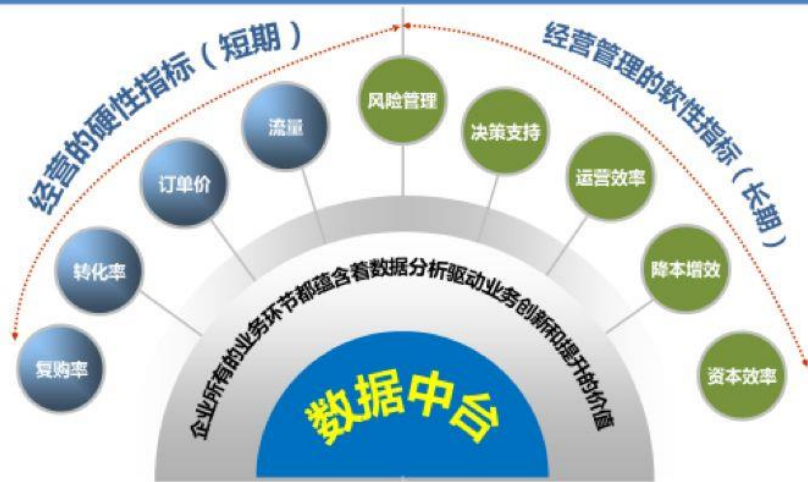 经营的硬性指标（短期）
经营管理的软性指标（长期）
复购率
转化率
订单价
流量
风险管理
决策支持
运营效率
降本增效
资本效率
企业所有的业务环节都蕴含着数据分析驱动业务创新和提升的价值
数据中台